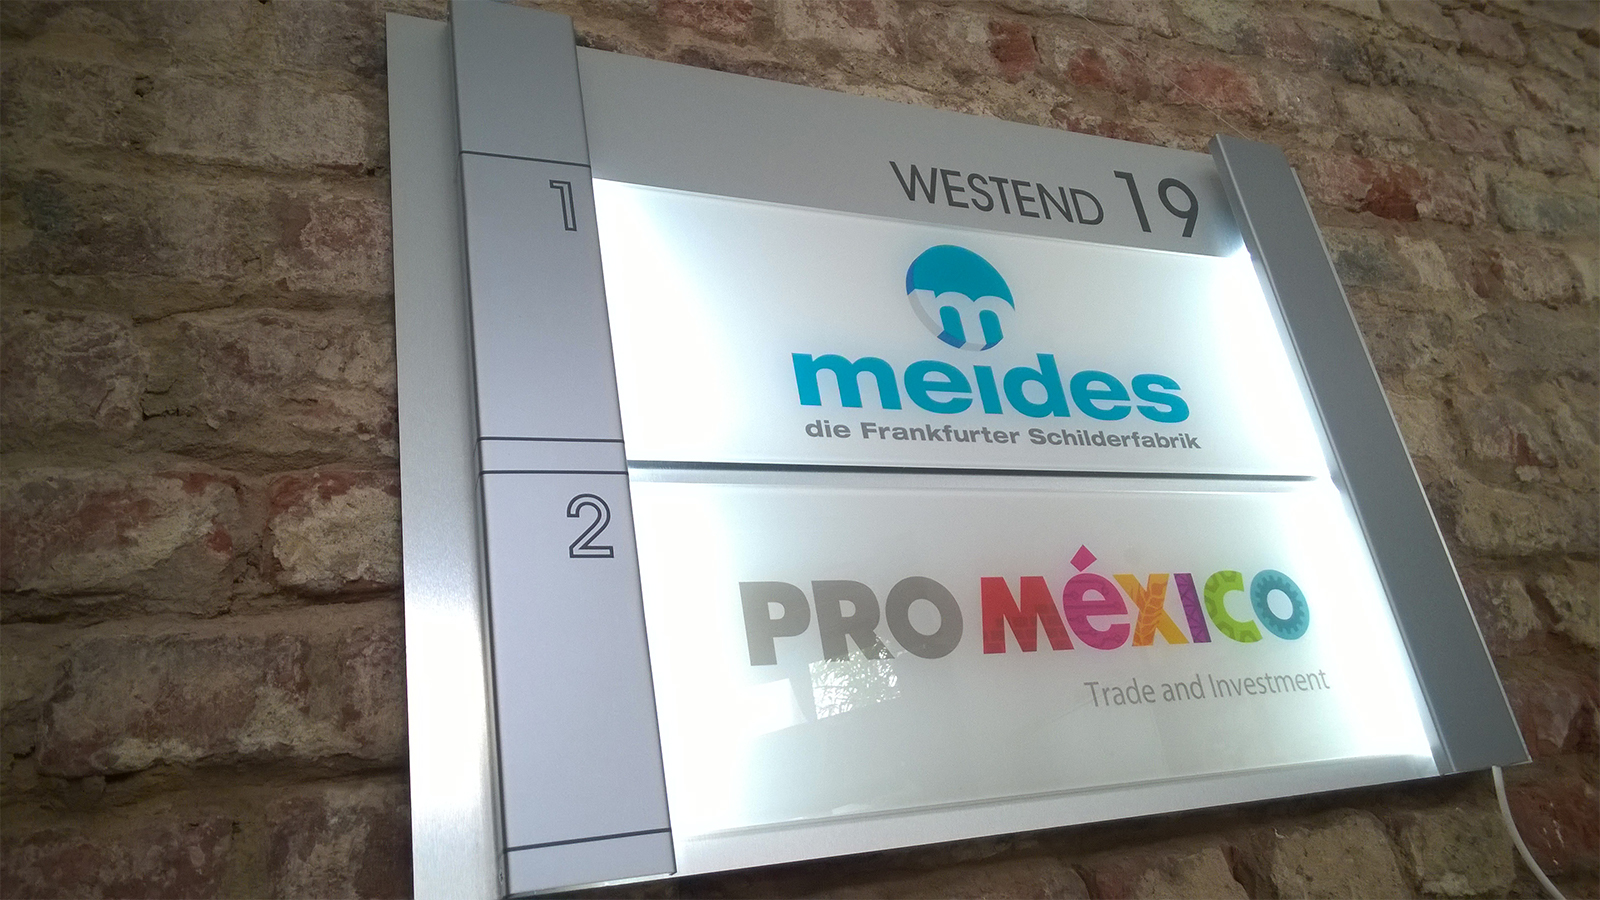 WESTEND 19
1
m
meides
die Frankfurter Schilderfabrik
2
PRO MÉXICO
Trade and Investment